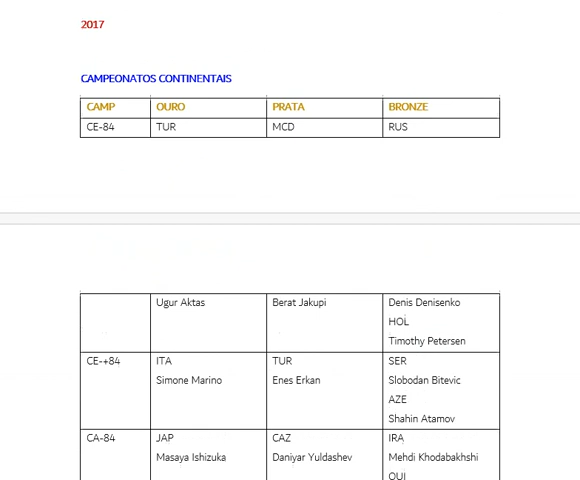 2017
CAMPEONATOS CONTINENTAIS
CAMP OURO PRATA BRONZE
CE-84 TUR MCD RUS
Ugur Aktas Berat Jakupi Denis Denisenko
HOL
Timothy Petersen
CE-+84 ITA TUR SER
Simone Marino Enes Erkan Slobodan Bitevic
AZE
Shahin Atamov
CA-84 JAP CAZ IRA
Masaya Ishizuka Daniyar Yuldashev Mehdi Khodabakhshi
QUI